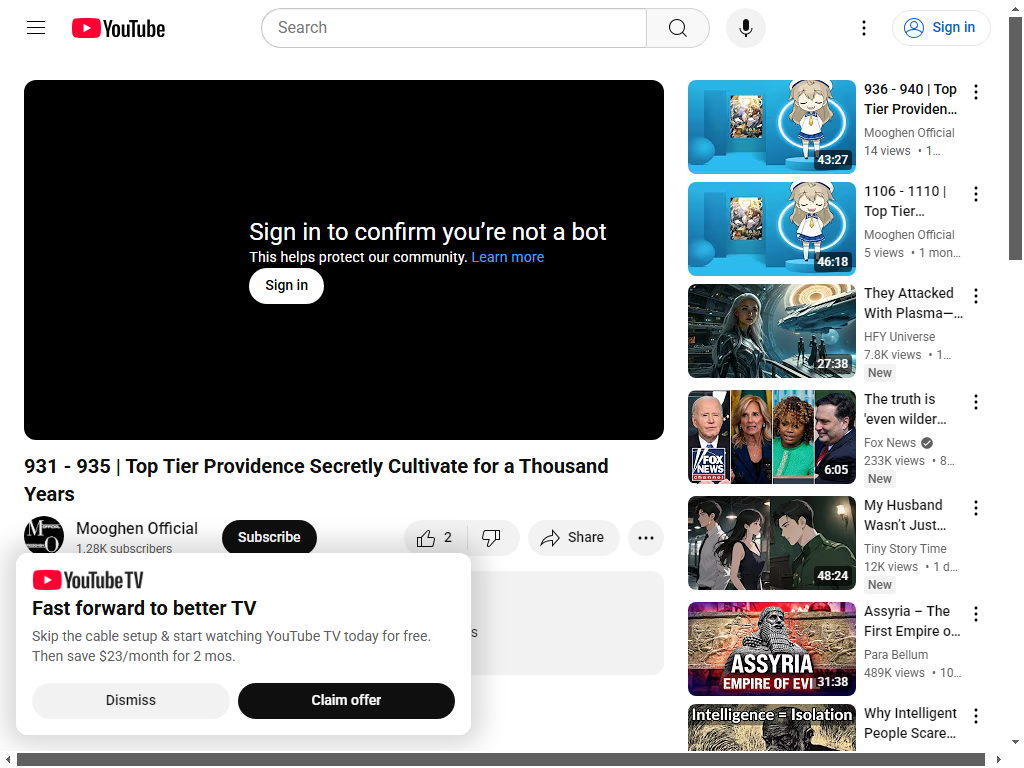 YouTube
Search
Sign in
Sign in to confirm you're not a bot
This helps protect our community. Learn more
Sign in
931 - 935 | Top Tier Providence Secretly Cultivate for a Thousand
Years
Mooghen Official
1.28K subscribers
Subscribe
2
Share
YouTube TV
Fast forward to better TV
Skip the cable setup & start watching YouTube TV today for free.
Then save $23/month for 2 mos.
Dismiss
Claim offer
s
43:27
936 - 940 | Top
Tier Providen...
Mooghen Official
14 views • 1...
46:18
1106 - 1110 |
Top Tier...
Mooghen Official
5 views • 1 mon...
27:38
They Attacked
With Plasma—...
HFY Universe
7.8K views • 1...
New
FOX
NEWS
channel
6:05
The truth is
'even wilder...
Fox News
233K views • 8...
New
48:24
My Husband
Wasn't Just...
Tiny Story Time
12K views • 1 d...
New
ASSYRIA
EMPIRE OF EVI
31:38
Assyria – The
First Empire o...
Para Bellum
489K views • 10...
Intelligence = Isolation
Why Intelligent
People Scare...